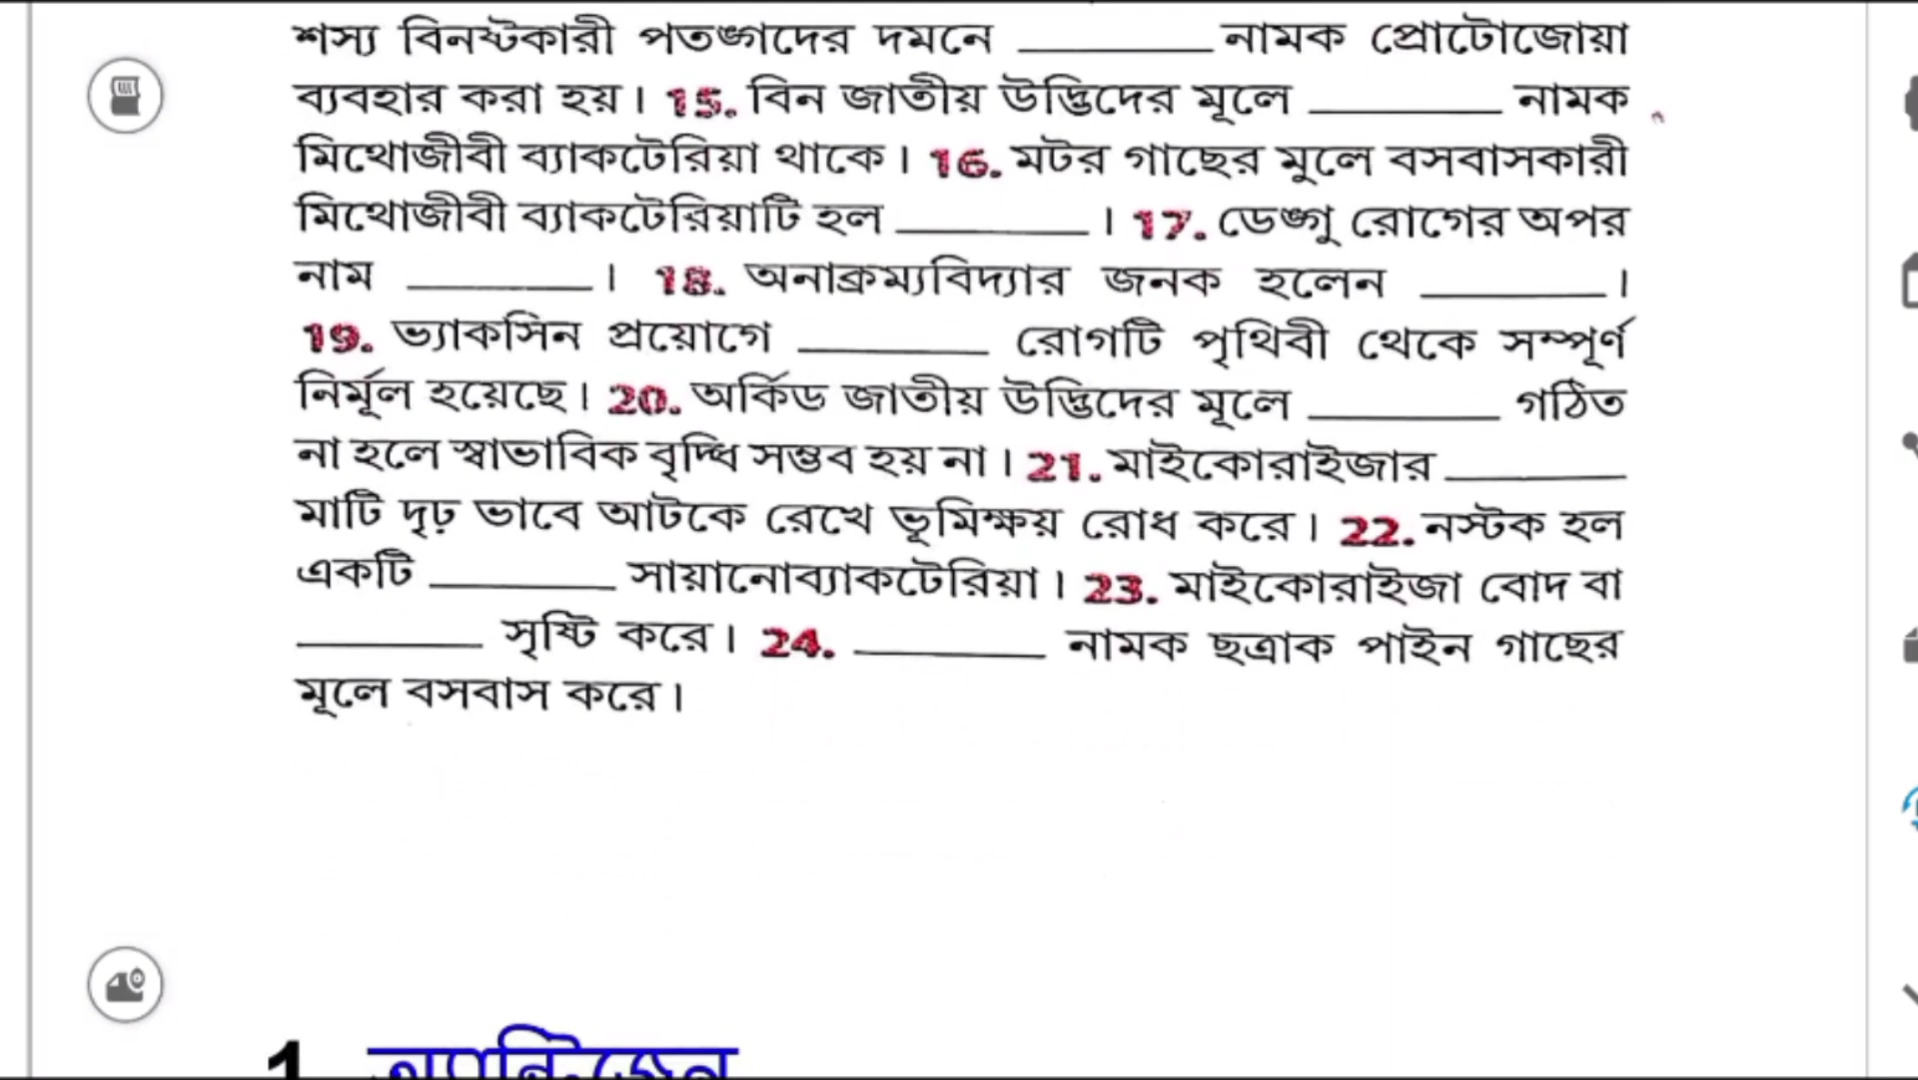 শস্য বিনষ্টকারী পতঙ্গদের দমনে ________ নামক প্রোটোজোয়া
ব্যবহার করা হয়। 15. বিন জাতীয় উদ্ভিদের মূলে ________ নামক
মিথোজীবী ব্যাকটেরিয়া থাকে। 16. মটর গাছের মুলে বসবাসকারী
মিথোজীবী ব্যাকটেরিয়াটি হল ________। 17. ডেঙ্গু রোগের অপর
নাম ________। 18. অনাক্রম্যবিদ্যার জনক হলেন ________।
19. ভ্যাকসিন প্রয়োগে ________ রোগটি পৃথিবী থেকে সম্পূর্ণ
নির্মূল হয়েছে। 20. অর্কিড জাতীয় উদ্ভিদের মূলে ________ গঠিত
না হলে স্বাভাবিক বৃদ্ধি সম্ভব হয় না। 21. মাইকোরাইজার ________
মাটি দৃঢ় ভাবে আটকে রেখে ভূমিক্ষয় রোধ করে। 22. নস্টক হল
একটি ________ সায়ানোব্যাকটেরিয়া। 23. মাইকোরাইজা বোদ বা
________ সৃষ্টি করে। 24. ________ নামক ছত্রাক পাইন গাছের
মূলে বসবাস করে।
1 অ্যান্টিজেন